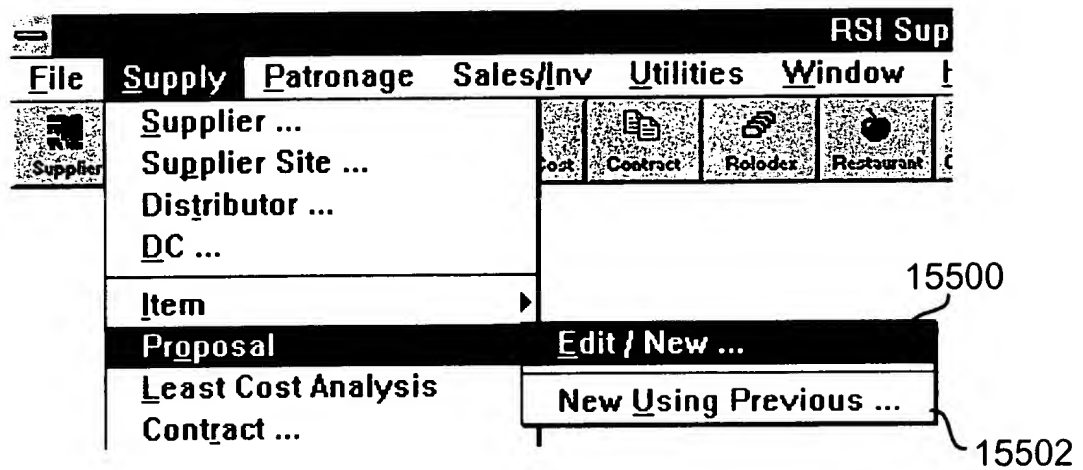 RSI Sup
File Supply Patronage Sales/Inv Utilities Window
Supplier Cost Contract Rolodex Restaurant
Supplier ...
Supplier Site ...
Distributor ...
DC ...
15500
Item
Proposal Edit / New ...
Least Cost Analysis
New Using Previous ...
Contract ...
15502